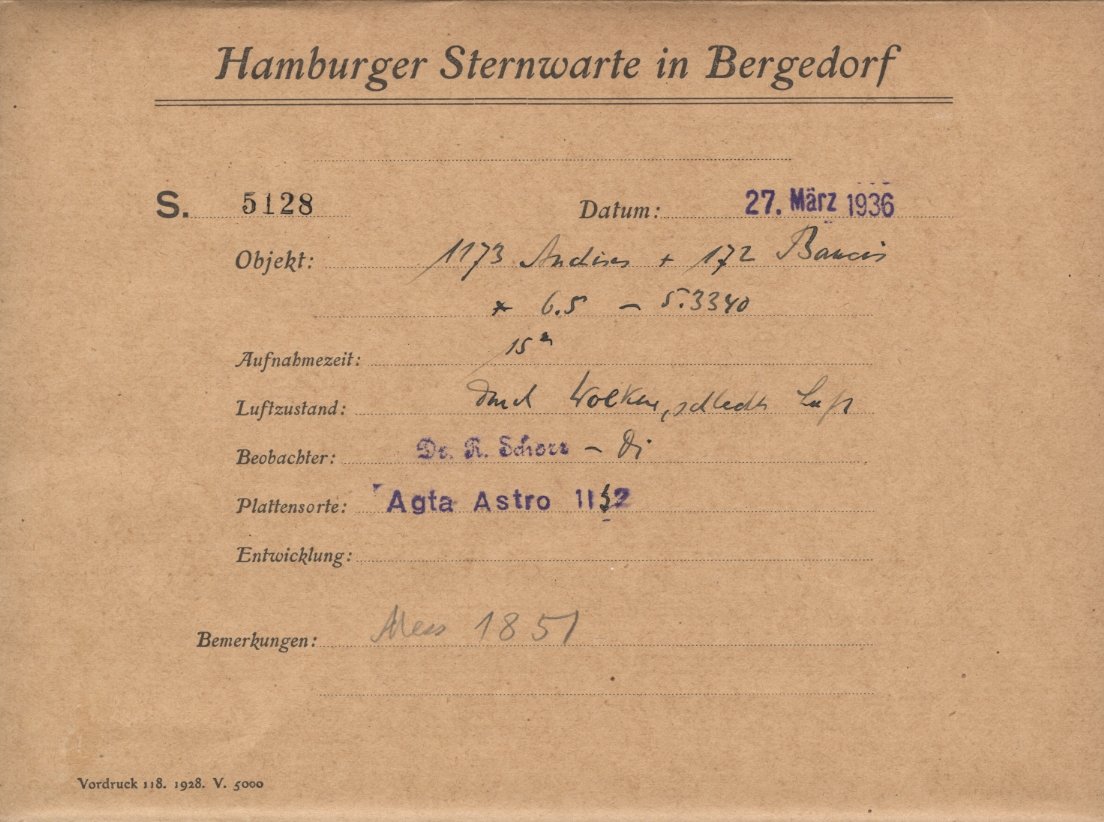 Hamburger Sternwarte in Bergedorf
S. 5128 Datum: 27. März 1936
Objekt: 1173 Anchises + 172 Baucis
* 6.5 – 5.3340
Aufnahmezeit: 15ᵐ
Luftzustand: durch Wolken, schlechte Luft
Beobachter: Dr. R. Schorr – Di
Plattensorte: Agfa Astro
Entwicklung:
Bemerkungen: Mess 1851
Vordruck 118. 1928. V. 5000